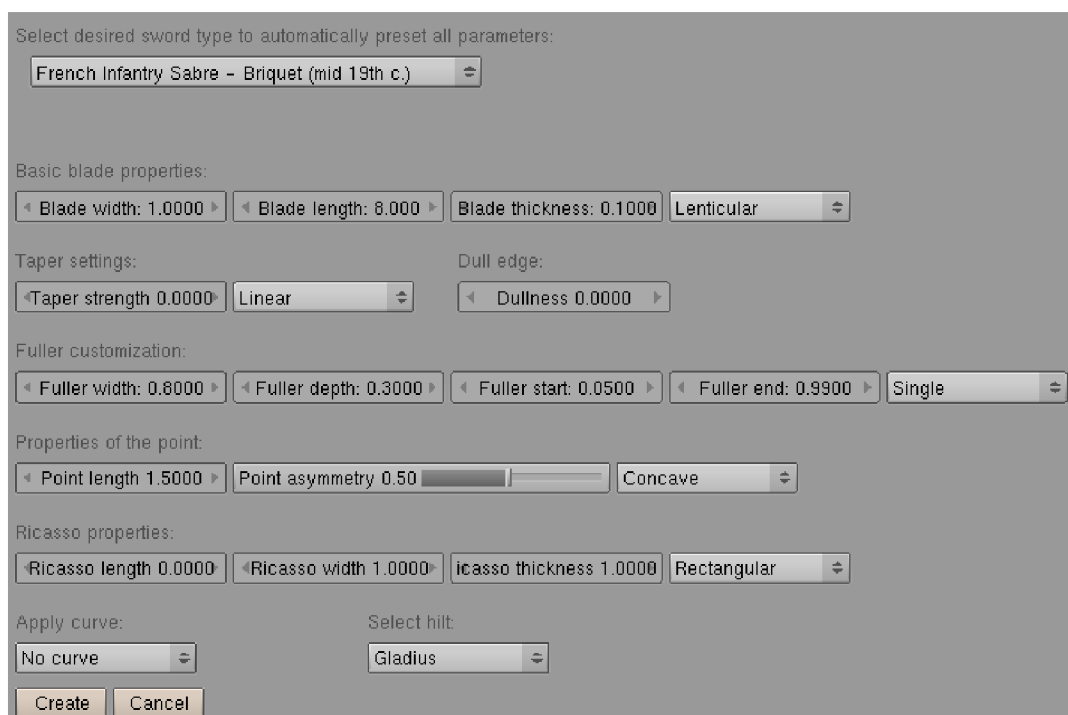 Select desired sword type to automatically preset all parameters:
French Infantry Sabre – Briquet (mid 19th c.)
Basic blade properties:
Blade width: 1.0000 Blade length: 8.000 Blade thickness: 0.1000 Lenticular
Taper settings: Dull edge:
Taper strength 0.0000 Linear Dullness 0.0000
Fuller customization:
Fuller width: 0.8000 Fuller depth: 0.3000 Fuller start: 0.0500 Fuller end: 0.9900 Single
Properties of the point:
Point length 1.5000 Point asymmetry 0.50 Concave
Ricasso properties:
Ricasso length 0.0000 Ricasso width 1.0000 icasso thickness 1.0000 Rectangular
Apply curve: Select hilt:
No curve Gladius
Create Cancel